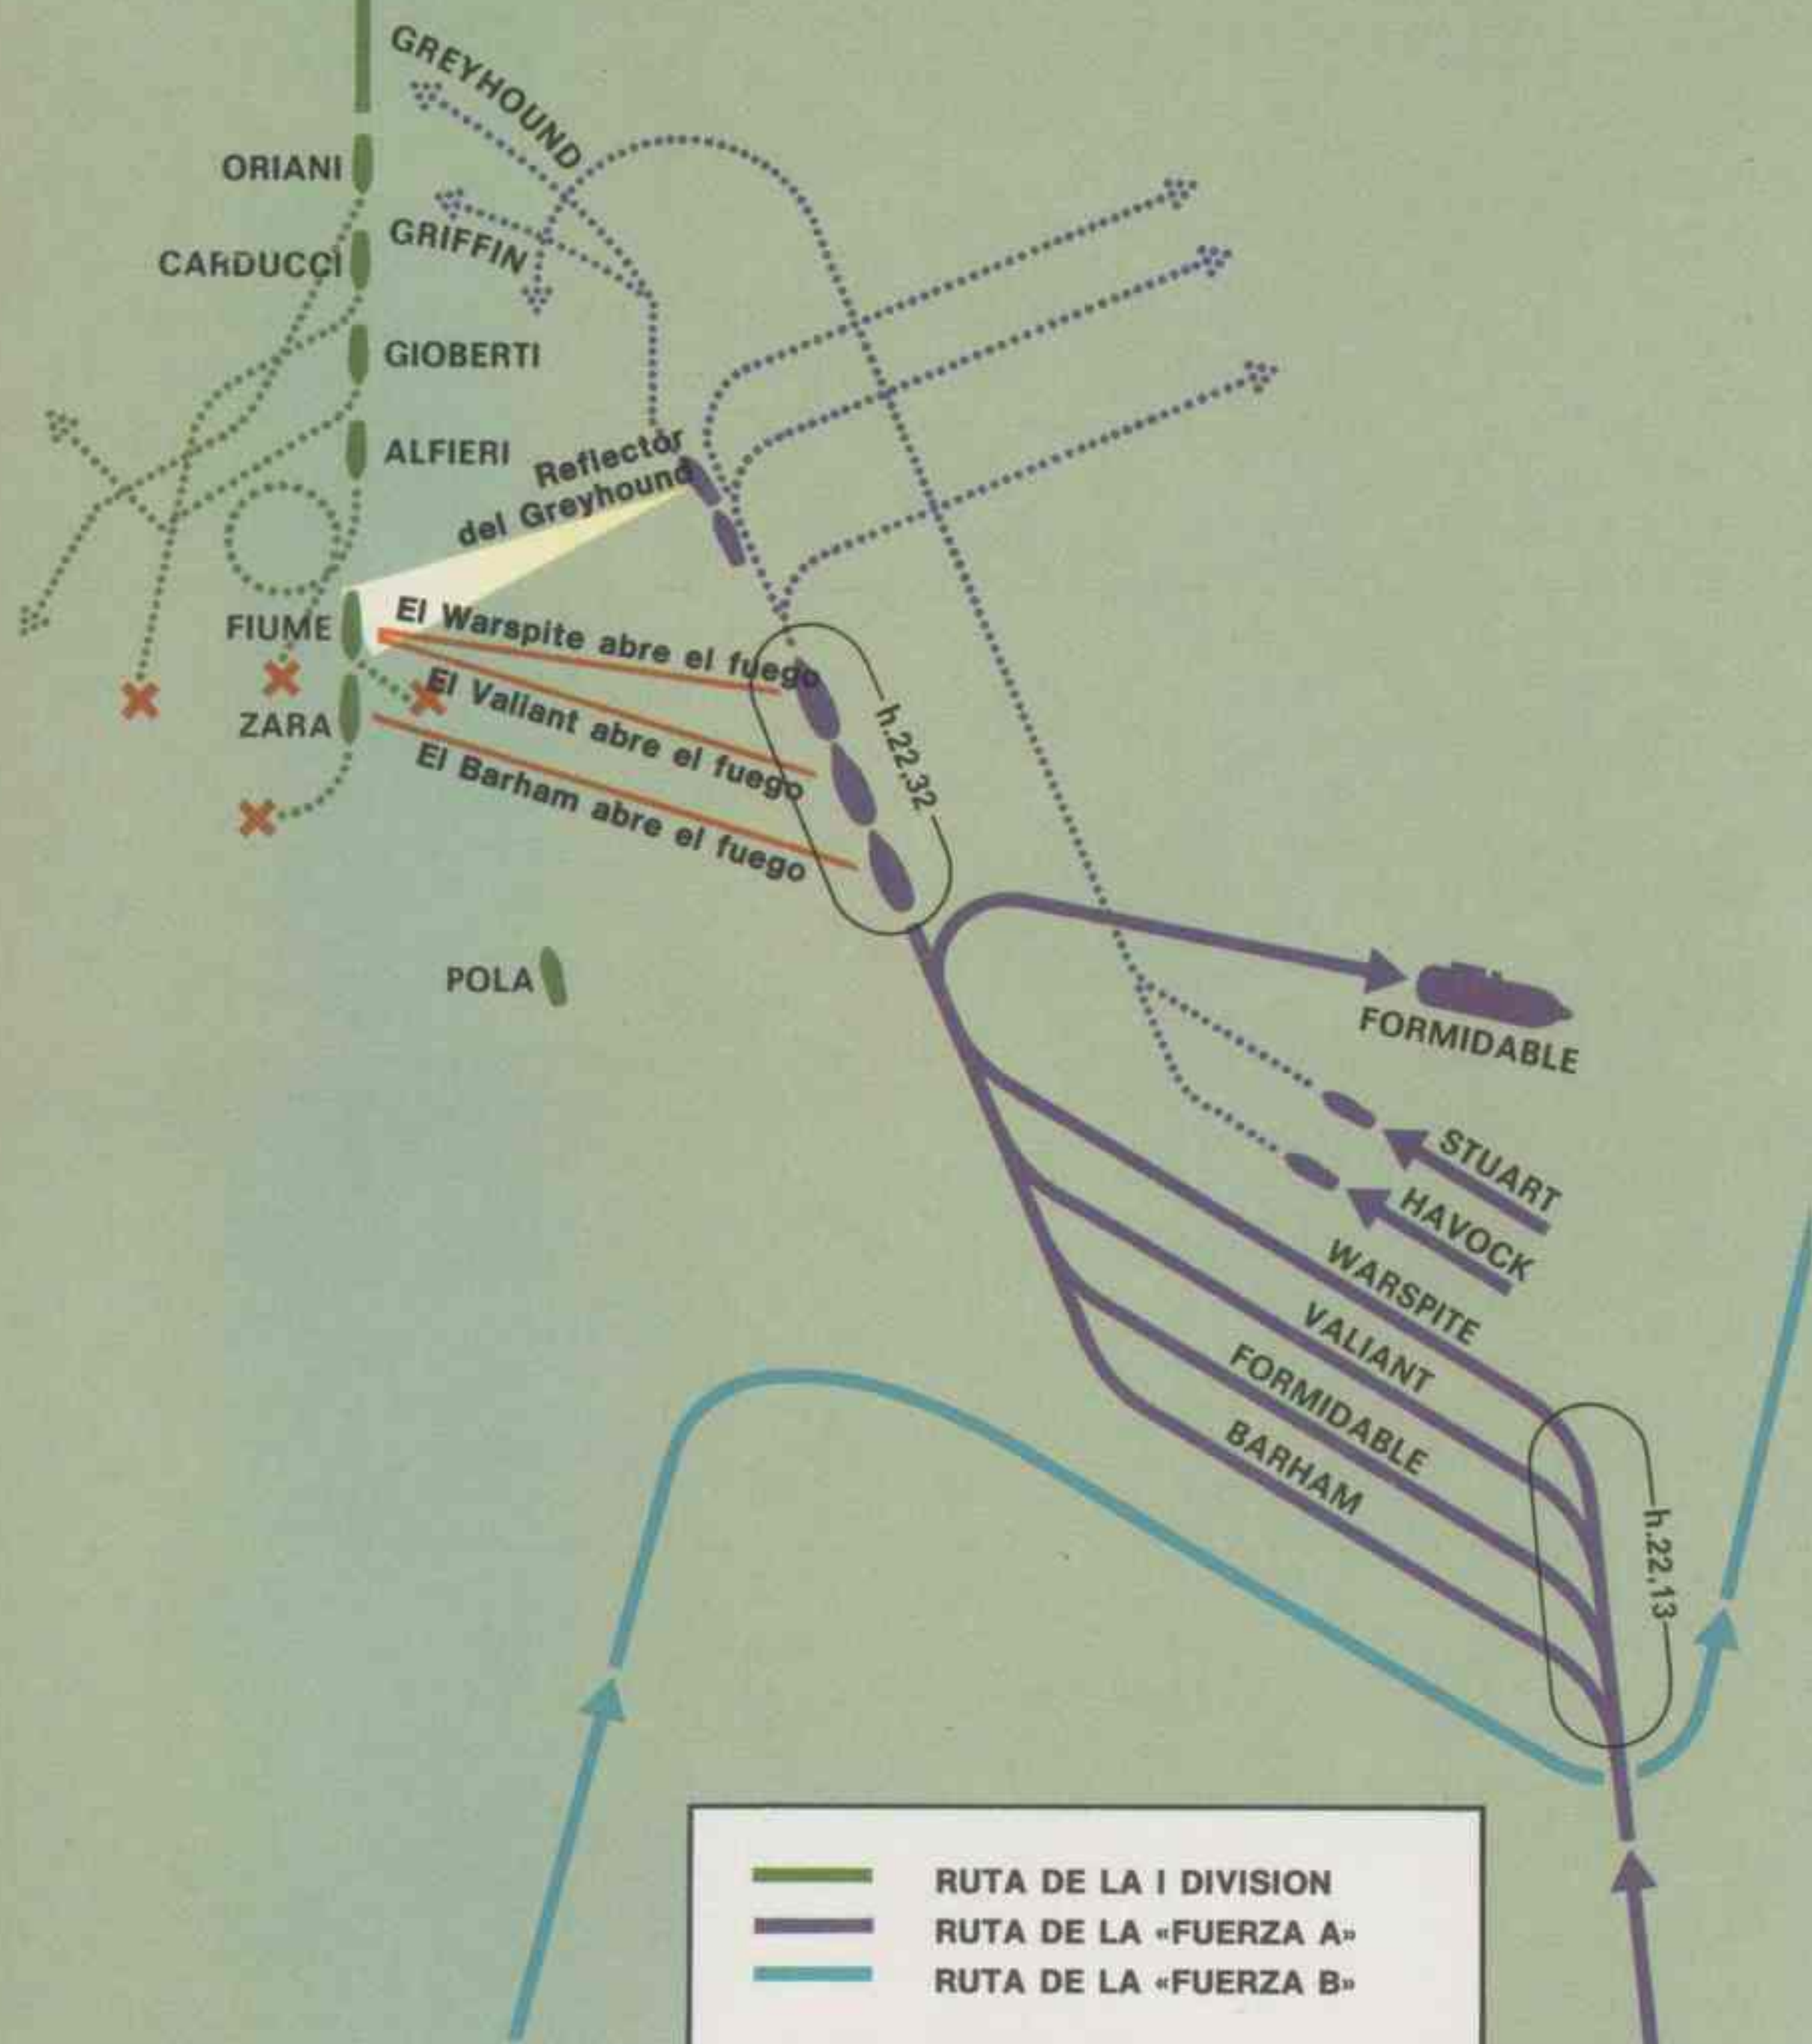 GREYHOUND
ORIANI
GRIFFIN
CARDUCCI
GIOBERTI
ALFIERI
Reflector
del Greyhound
FIUME
El Warspite abre el fuego
El Valiant abre el fuego
ZARA
El Barham abre el fuego
h.22,32
POLA
FORMIDABLE
STUART
HAVOCK
WARSPITE
VALIANT
FORMIDABLE
BARHAM
h.22,13
RUTA DE LA I DIVISION
RUTA DE LA «FUERZA A»
RUTA DE LA «FUERZA B»